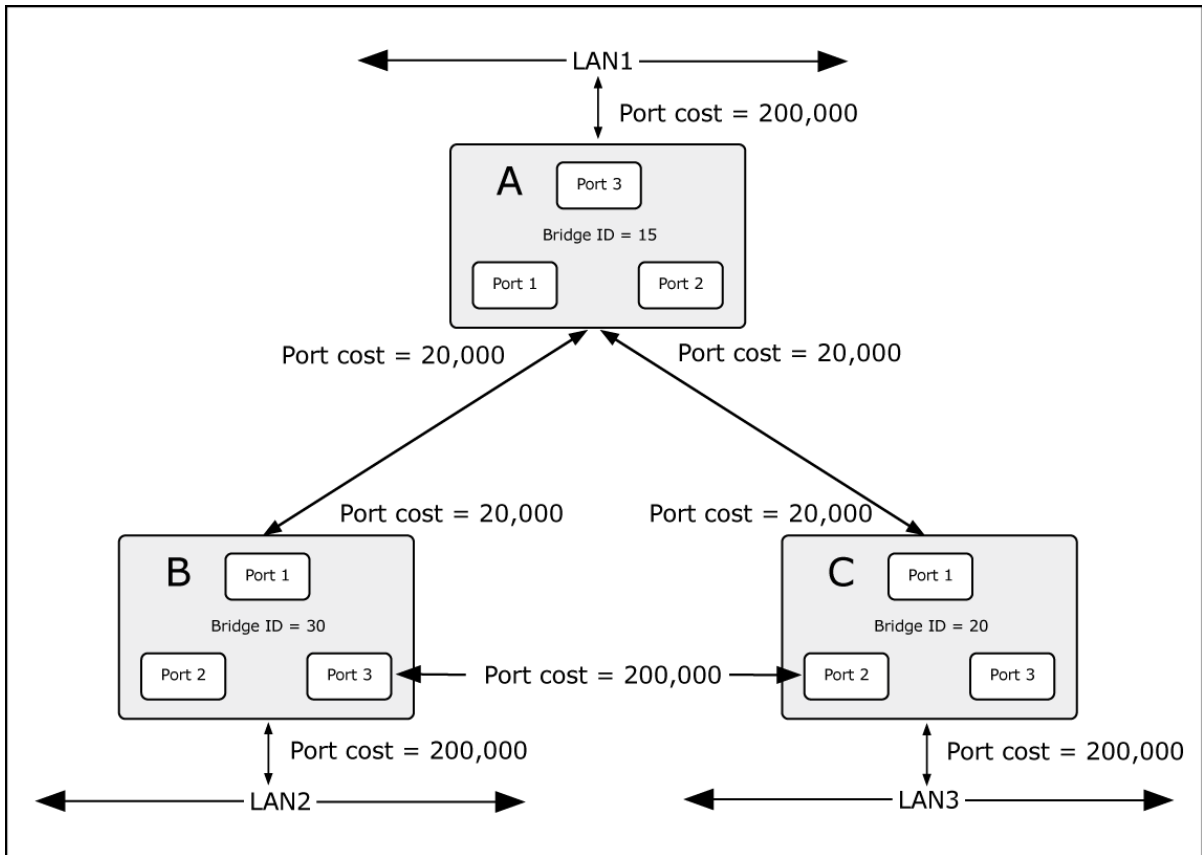 LAN1
Port cost = 200,000
A
Port 3
Bridge ID = 15
Port 1
Port 2
Port cost = 20,000
Port cost = 20,000
Port cost = 20,000
Port cost = 20,000
B
Port 1
Bridge ID = 30
Port 2
Port 3
C
Port 1
Bridge ID = 20
Port 2
Port 3
Port cost = 200,000
Port cost = 200,000
LAN2
Port cost = 200,000
LAN3